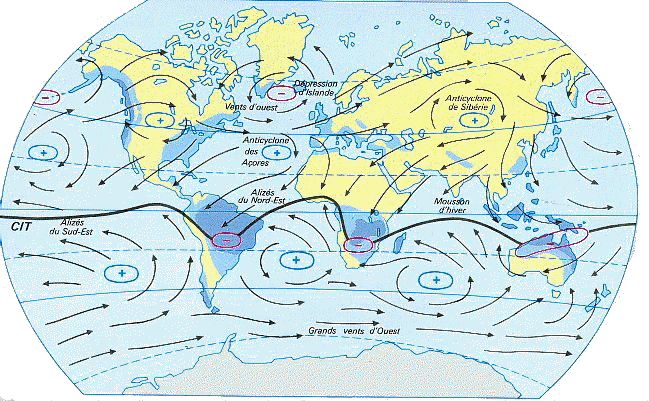 Dépression
d'Islande
Vents d'ouest
Anticyclone
de Sibérie
Anticyclone
des
Açores
Alizés
du Nord-Est
Mousson
d'hiver
CIT
Alizés
du Sud-Est
Grands vents d'Ouest